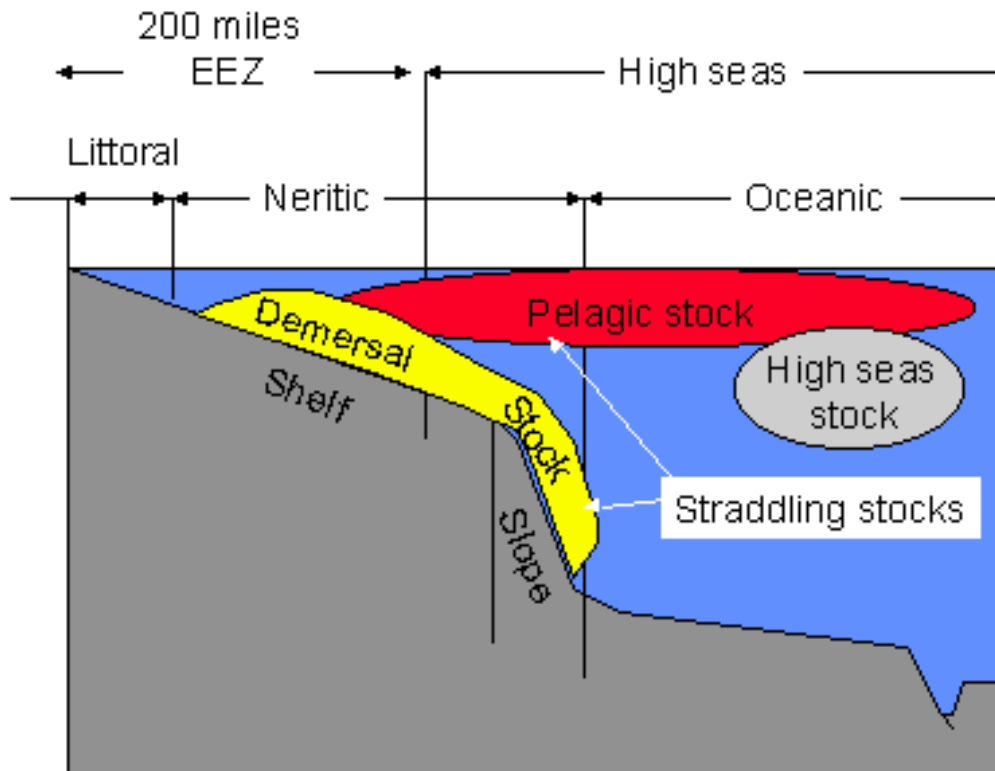 200 miles
EEZ
High seas
Littoral
Neritic
Oceanic
Demersal
Stock
Pelagic stock
High seas
stock
Shelf
Slope
Straddling stocks